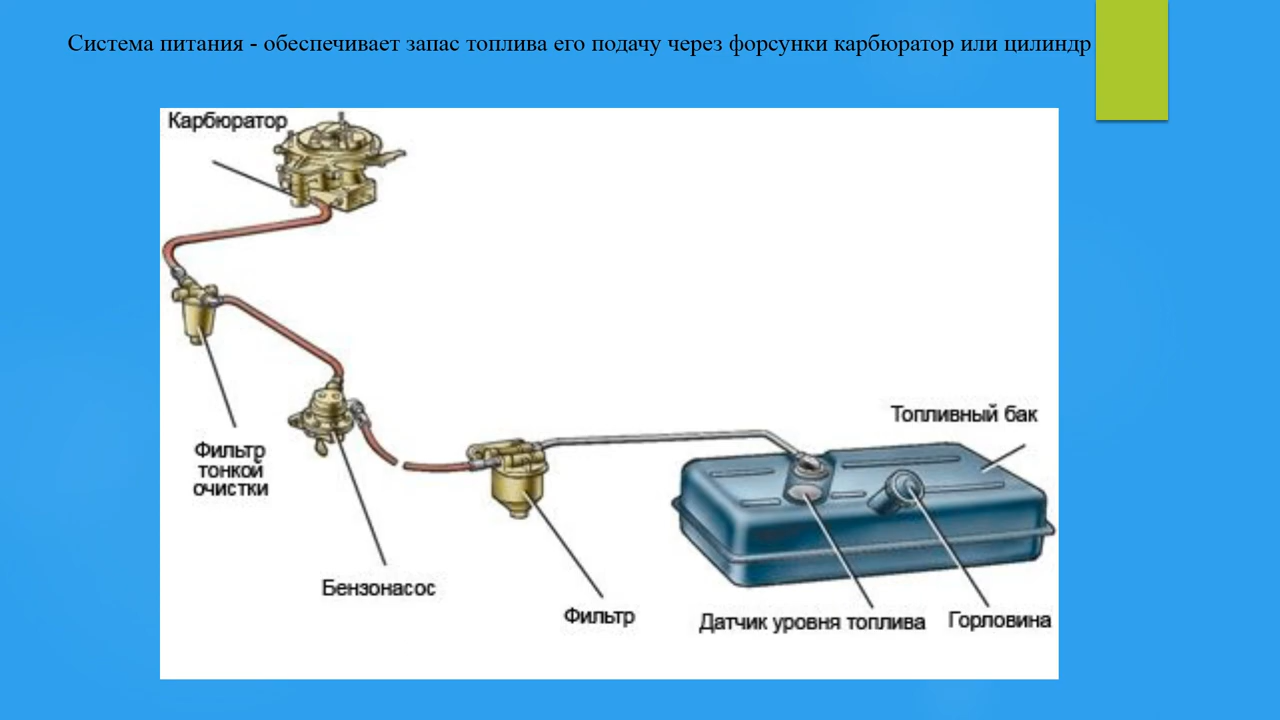 Система питания - обеспечивает запас топлива его подачу через форсунки карбюратор или цилиндр
Карбюратор
Топливный бак
Фильтр
тонкой
очистки
Бензонасос
Фильтр
Датчик уровня топлива
Горловина